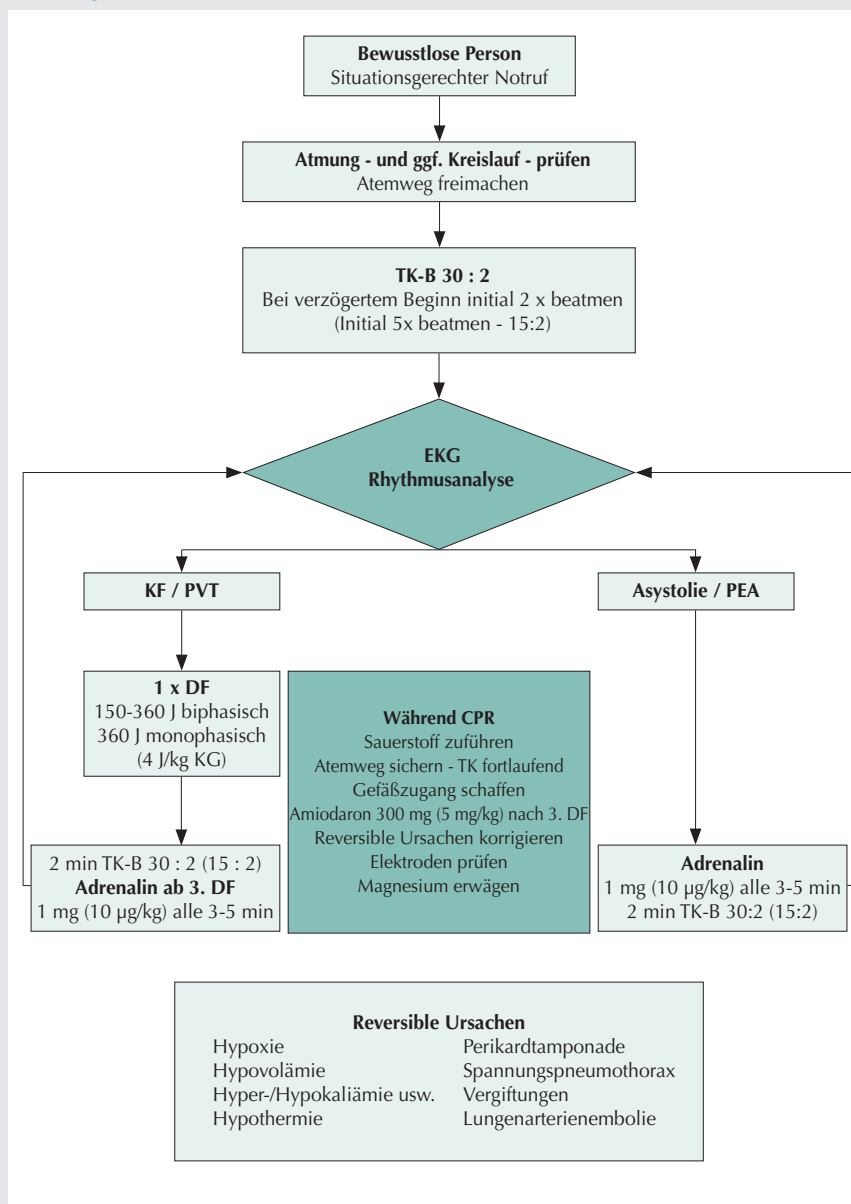 Bewusstlose Person
Situationsgerechter Notruf
Atmung - und ggf. Kreislauf - prüfen
Atemweg freimachen
TK-B 30 : 2
Bei verzögertem Beginn initial 2 x beatmen
(Initial 5x beatmen - 15:2)
EKG
Rhythmusanalyse
KF / PVT
Asystolie / PEA
1 x DF
150-360 J biphasisch
360 J monophasisch
(4 J/kg KG)
2 min TK-B 30 : 2 (15 : 2)
Adrenalin ab 3. DF
1 mg (10 µg/kg) alle 3-5 min
Während CPR
Sauerstoff zuführen
Atemweg sichern - TK fortlaufend
Gefäßzugang schaffen
Amiodaron 300 mg (5 mg/kg) nach 3. DF
Reversible Ursachen korrigieren
Elektroden prüfen
Magnesium erwägen
Adrenalin
1 mg (10 µg/kg) alle 3-5 min
2 min TK-B 30:2 (15:2)
Reversible Ursachen
Hypoxie
Hypovolämie
Hyper-/Hypokaliämie usw.
Hypothermie
Perikardtamponade
Spannungspneumothorax
Vergiftungen
Lungenarterienembolie